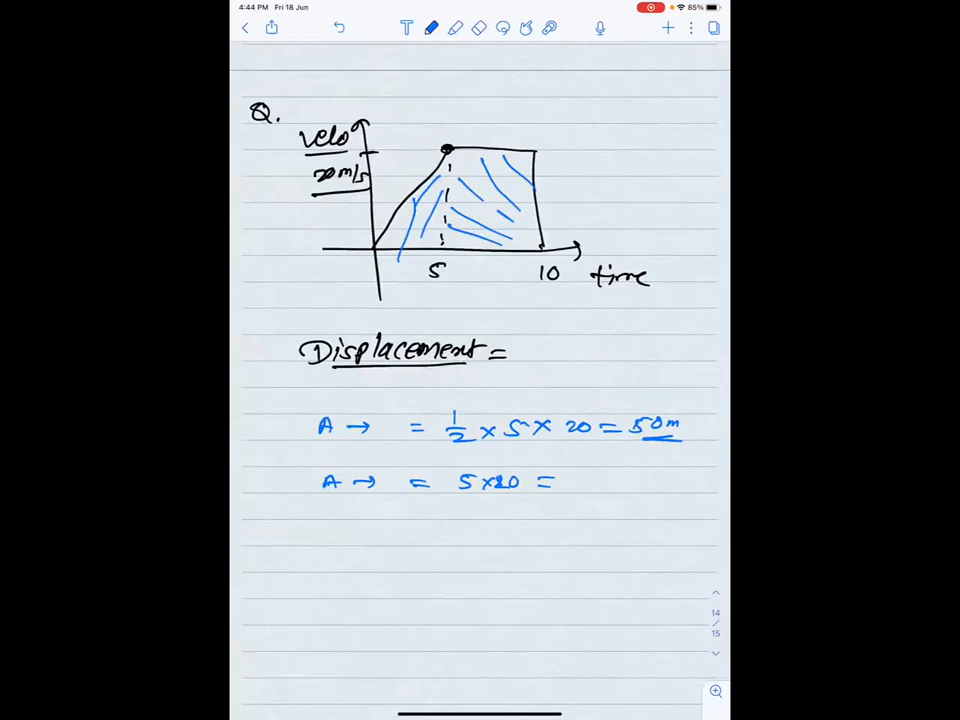 4:44 PM Fri 18 Jun 85%
T
Q.
velo
20 m/s
5 10 time
Displacement =
A → = 1/2 × 5 × 20 = 50m
A → = 5×20 =
14
/
15